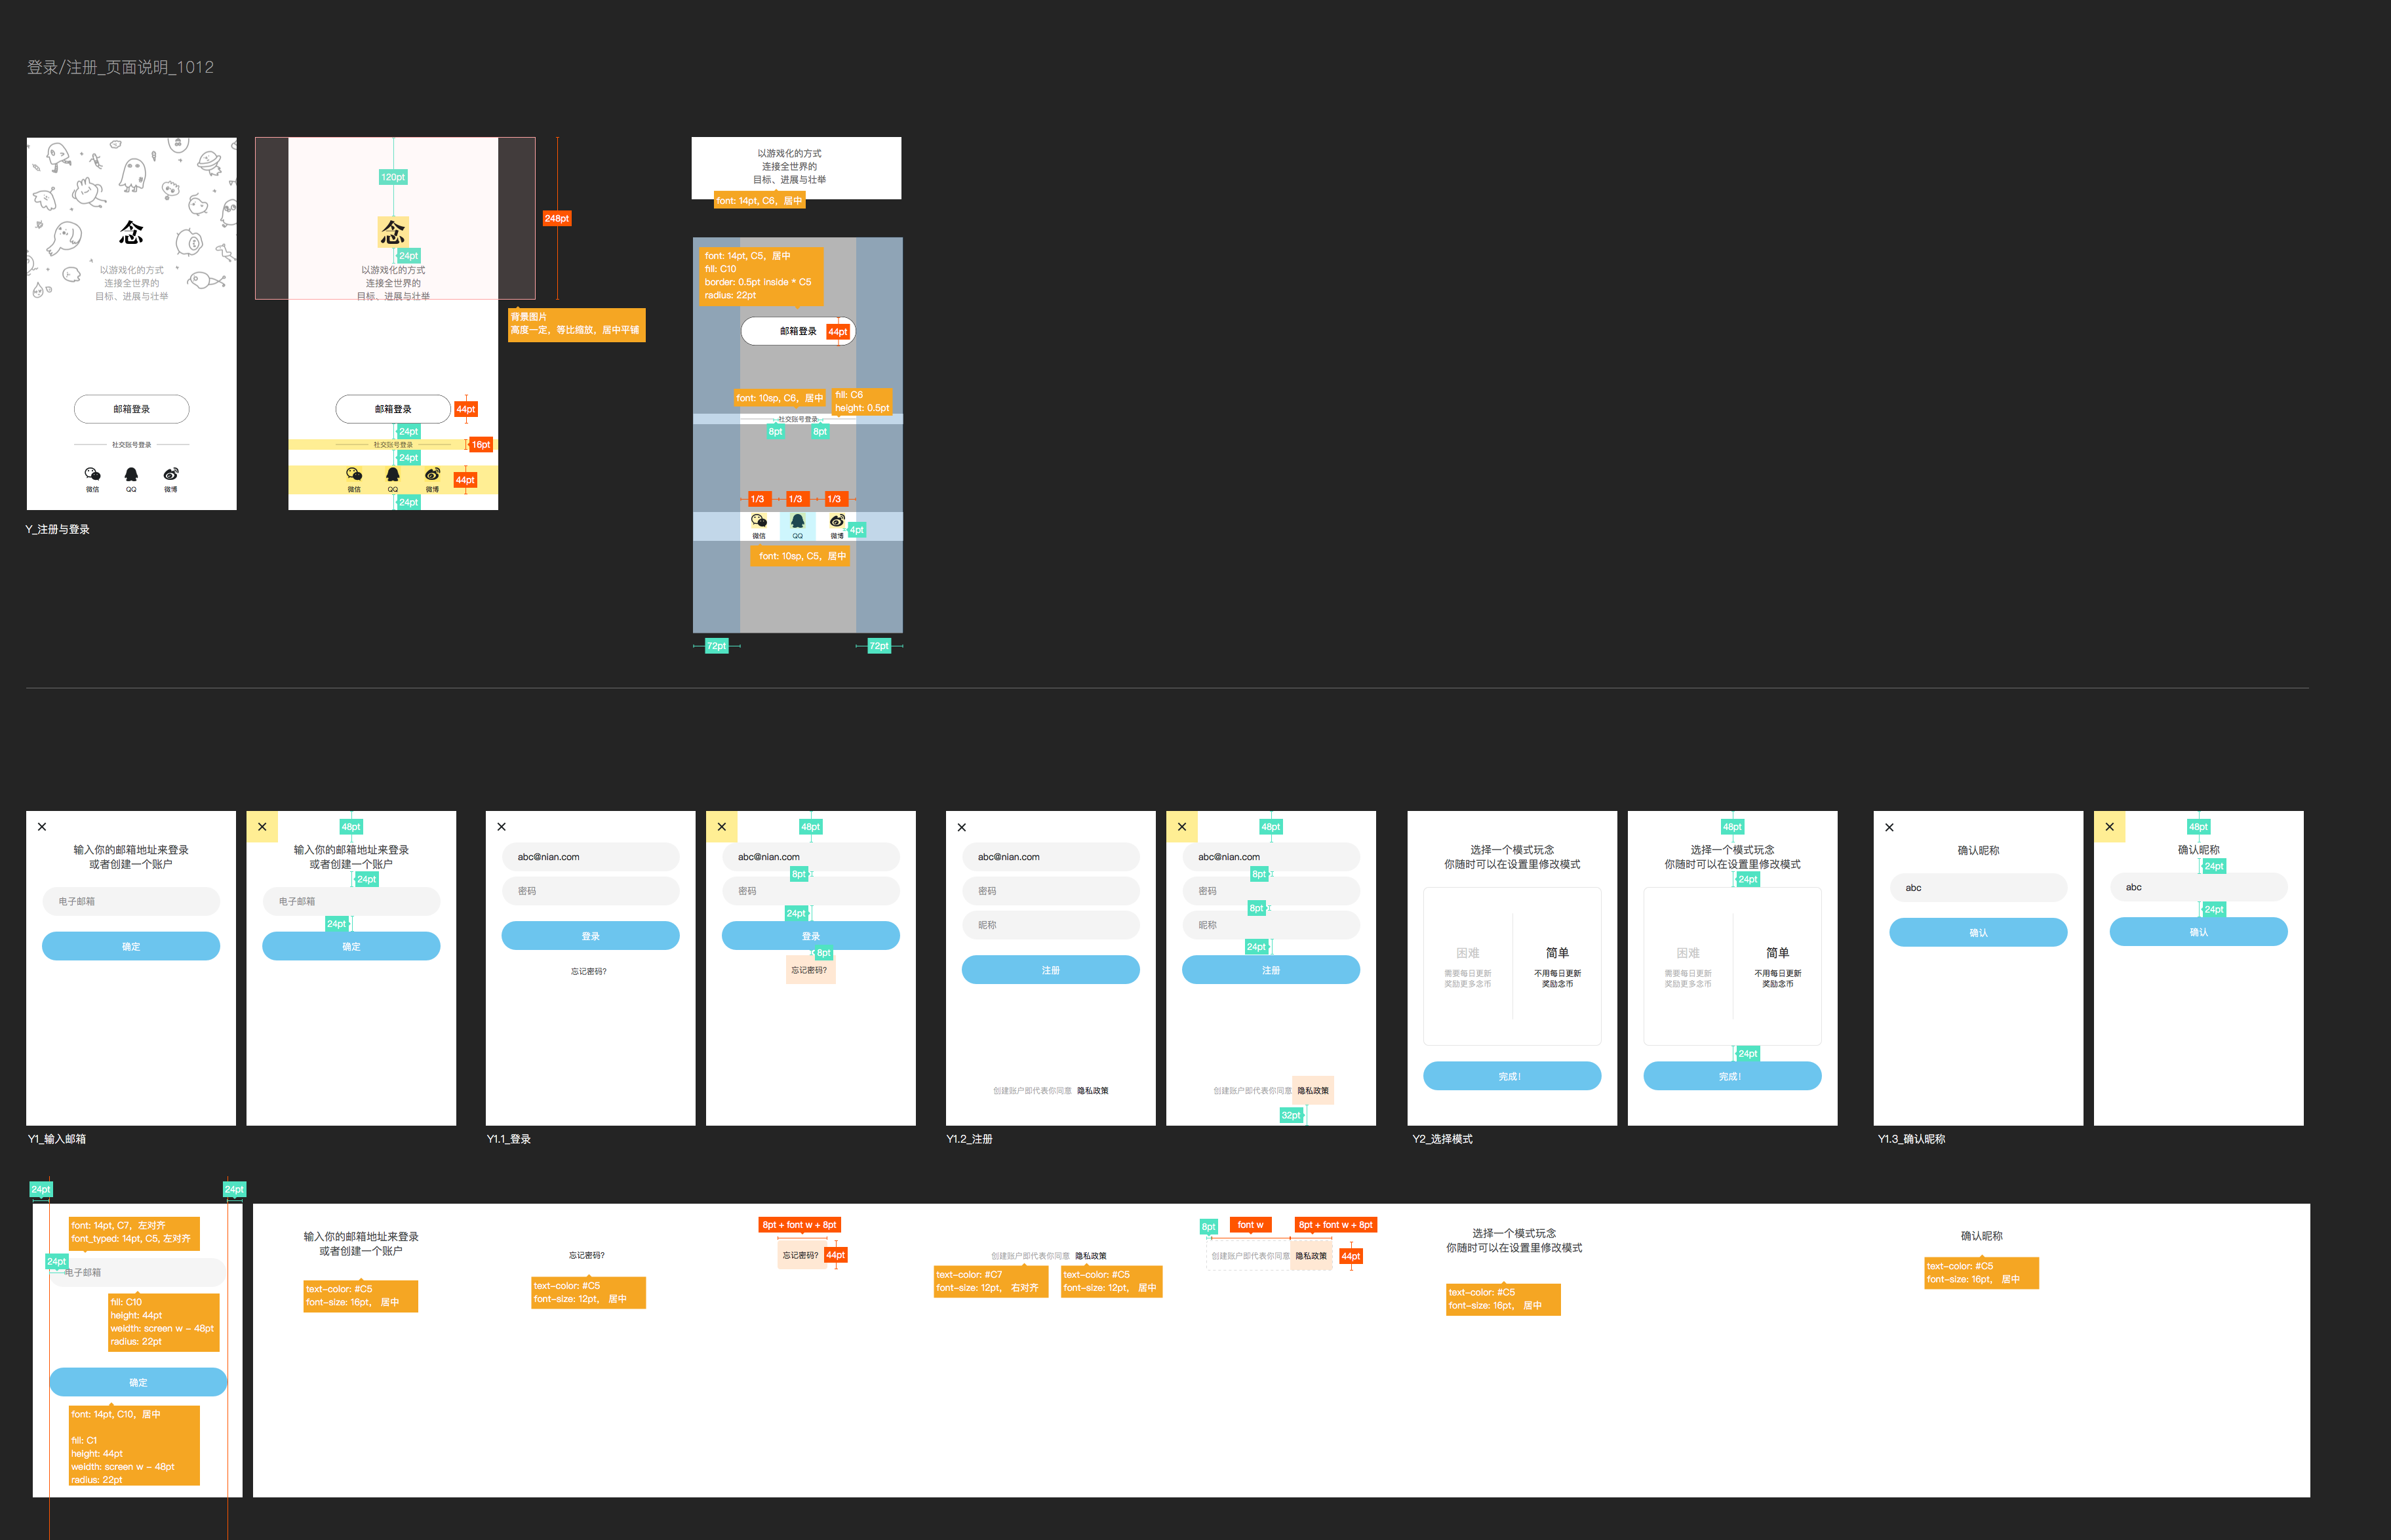 登录/注册_页面说明_1012
念
以游戏化的方式
连接全世界的
目标、进展与壮举
邮箱登录
社交账号登录
微信
QQ
微博
Y_注册与登录
120pt
念
24pt
以游戏化的方式
连接全世界的
目标、进展与壮举
248pt
背景图片
高度一定，等比缩放，居中平铺
邮箱登录
44pt
24pt
社交账号登录
16pt
24pt
微信
QQ
微博
44pt
24pt
以游戏化的方式
连接全世界的
目标、进展与壮举
font: 14pt, C6，居中
font: 14pt, C5，居中
fill: C10
border: 0.5pt inside * C5
radius: 22pt
邮箱登录
44pt
font: 10sp, C6，居中
fill: C6
height: 0.5pt
社交账号登录
8pt
8pt
1/3
1/3
1/3
微信
QQ
微博
4pt
font: 10sp, C5，居中
72pt
72pt
输入你的邮箱地址来登录
或者创建一个账户
电子邮箱
确定
Y1_输入邮箱
48pt
输入你的邮箱地址来登录
或者创建一个账户
24pt
电子邮箱
24pt
确定
abc@nian.com
密码
登录
忘记密码?
Y1.1_登录
48pt
abc@nian.com
8pt
密码
24pt
登录
8pt
忘记密码?
abc@nian.com
密码
昵称
注册
创建账户即代表你同意 隐私政策
Y1.2_注册
48pt
abc@nian.com
8pt
密码
8pt
昵称
24pt
注册
创建账户即代表你同意 隐私政策
32pt
选择一个模式玩念
你随时可以在设置里修改模式
困难
需要每日更新
奖励更多念币
简单
不用每日更新
奖励念币
完成!
Y2_选择模式
48pt
选择一个模式玩念
你随时可以在设置里修改模式
24pt
困难
需要每日更新
奖励更多念币
简单
不用每日更新
奖励念币
24pt
完成!
确认昵称
abc
确认
Y1.3_确认昵称
48pt
确认昵称
24pt
abc
24pt
确认
24pt
24pt
font: 14pt, C7，左对齐
font_typed: 14pt, C5, 左对齐
24pt
电子邮箱
fill: C10
height: 44pt
weidth: screen w - 48pt
radius: 22pt
确定
font: 14pt, C10，居中
fill: C1
height: 44pt
weidth: screen w - 48pt
radius: 22pt
输入你的邮箱地址来登录
或者创建一个账户
text-color: #C5
font-size: 16pt， 居中
忘记密码?
text-color: #C5
font-size: 12pt， 居中
8pt + font w + 8pt
忘记密码?
44pt
创建账户即代表你同意 隐私政策
text-color: #C7
font-size: 12pt， 右对齐
text-color: #C5
font-size: 12pt， 居中
8pt
font w
8pt + font w + 8pt
创建账户即代表你同意 隐私政策
44pt
选择一个模式玩念
你随时可以在设置里修改模式
text-color: #C5
font-size: 16pt， 居中
确认昵称
text-color: #C5
font-size: 16pt， 居中